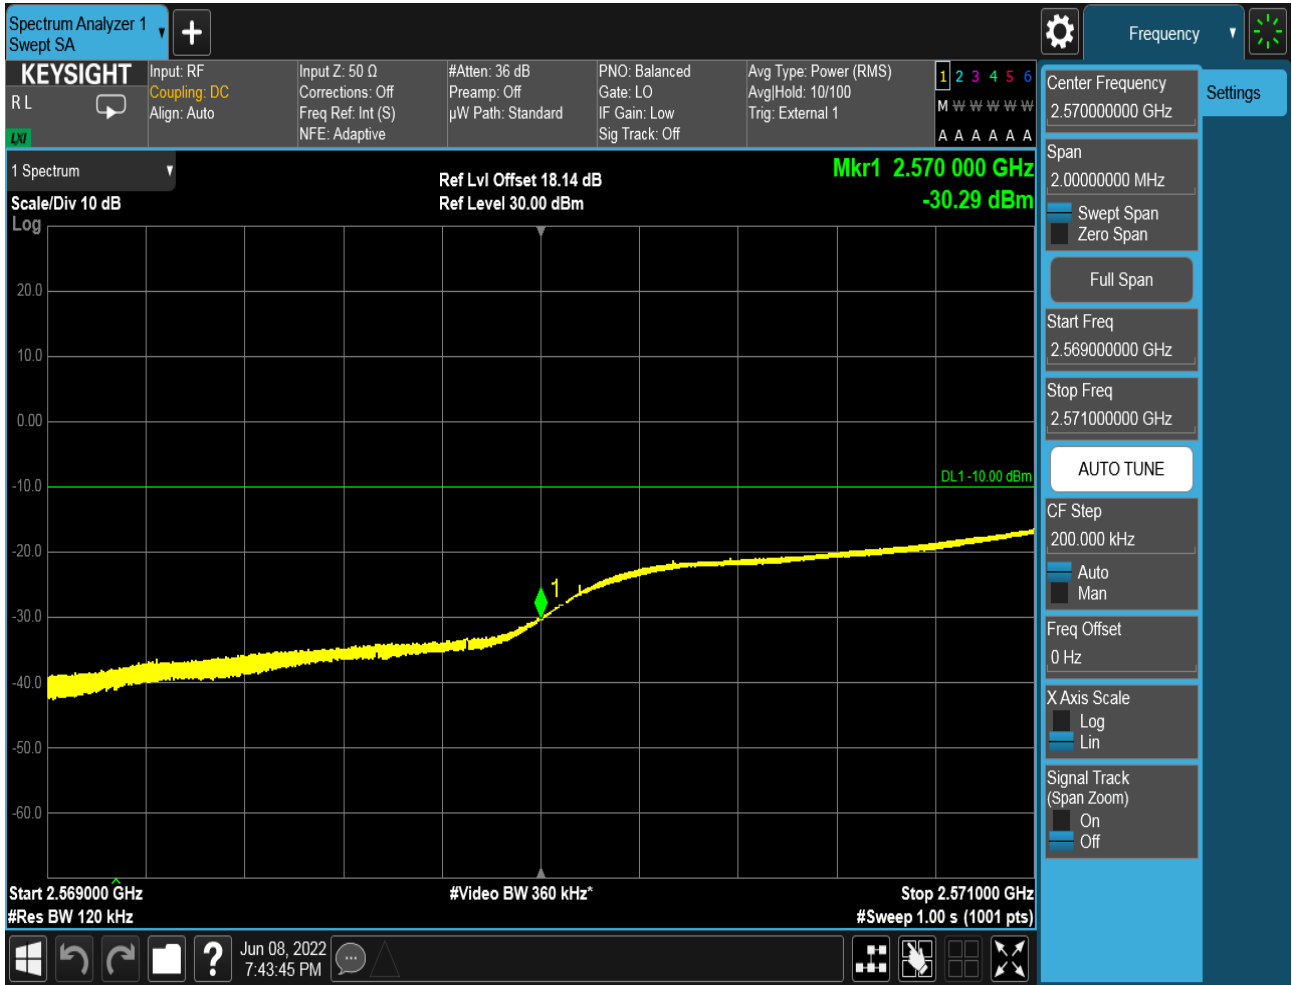 Spectrum Analyzer 1
Swept SA
Frequency
KEYSIGHT
R L
LXI
Input: RF
Coupling: DC
Align: Auto
Input Z: 50 Ω
Corrections: Off
Freq Ref: Int (S)
NFE: Adaptive
#Atten: 36 dB
Preamp: Off
µW Path: Standard
PNO: Balanced
Gate: LO
IF Gain: Low
Sig Track: Off
Avg Type: Power (RMS)
Avg|Hold: 10/100
Trig: External 1
1 2 3 4 5 6
M W W W W W
A A A A A A
1 Spectrum
Scale/Div 10 dB
Log
Ref Lvl Offset 18.14 dB
Ref Level 30.00 dBm
Mkr1 2.570 000 GHz
-30.29 dBm
20.0
10.0
0.00
-10.0
-20.0
-30.0
-40.0
-50.0
-60.0
DL1 -10.00 dBm
1
Start 2.569000 GHz
#Res BW 120 kHz
#Video BW 360 kHz*
Stop 2.571000 GHz
#Sweep 1.00 s (1001 pts)
Center Frequency
2.570000000 GHz
Span
2.00000000 MHz
Swept Span
Zero Span
Full Span
Start Freq
2.569000000 GHz
Stop Freq
2.571000000 GHz
AUTO TUNE
CF Step
200.000 kHz
Auto
Man
Freq Offset
0 Hz
X Axis Scale
Log
Lin
Signal Track
(Span Zoom)
On
Off
Settings
?
Jun 08, 2022
7:43:45 PM